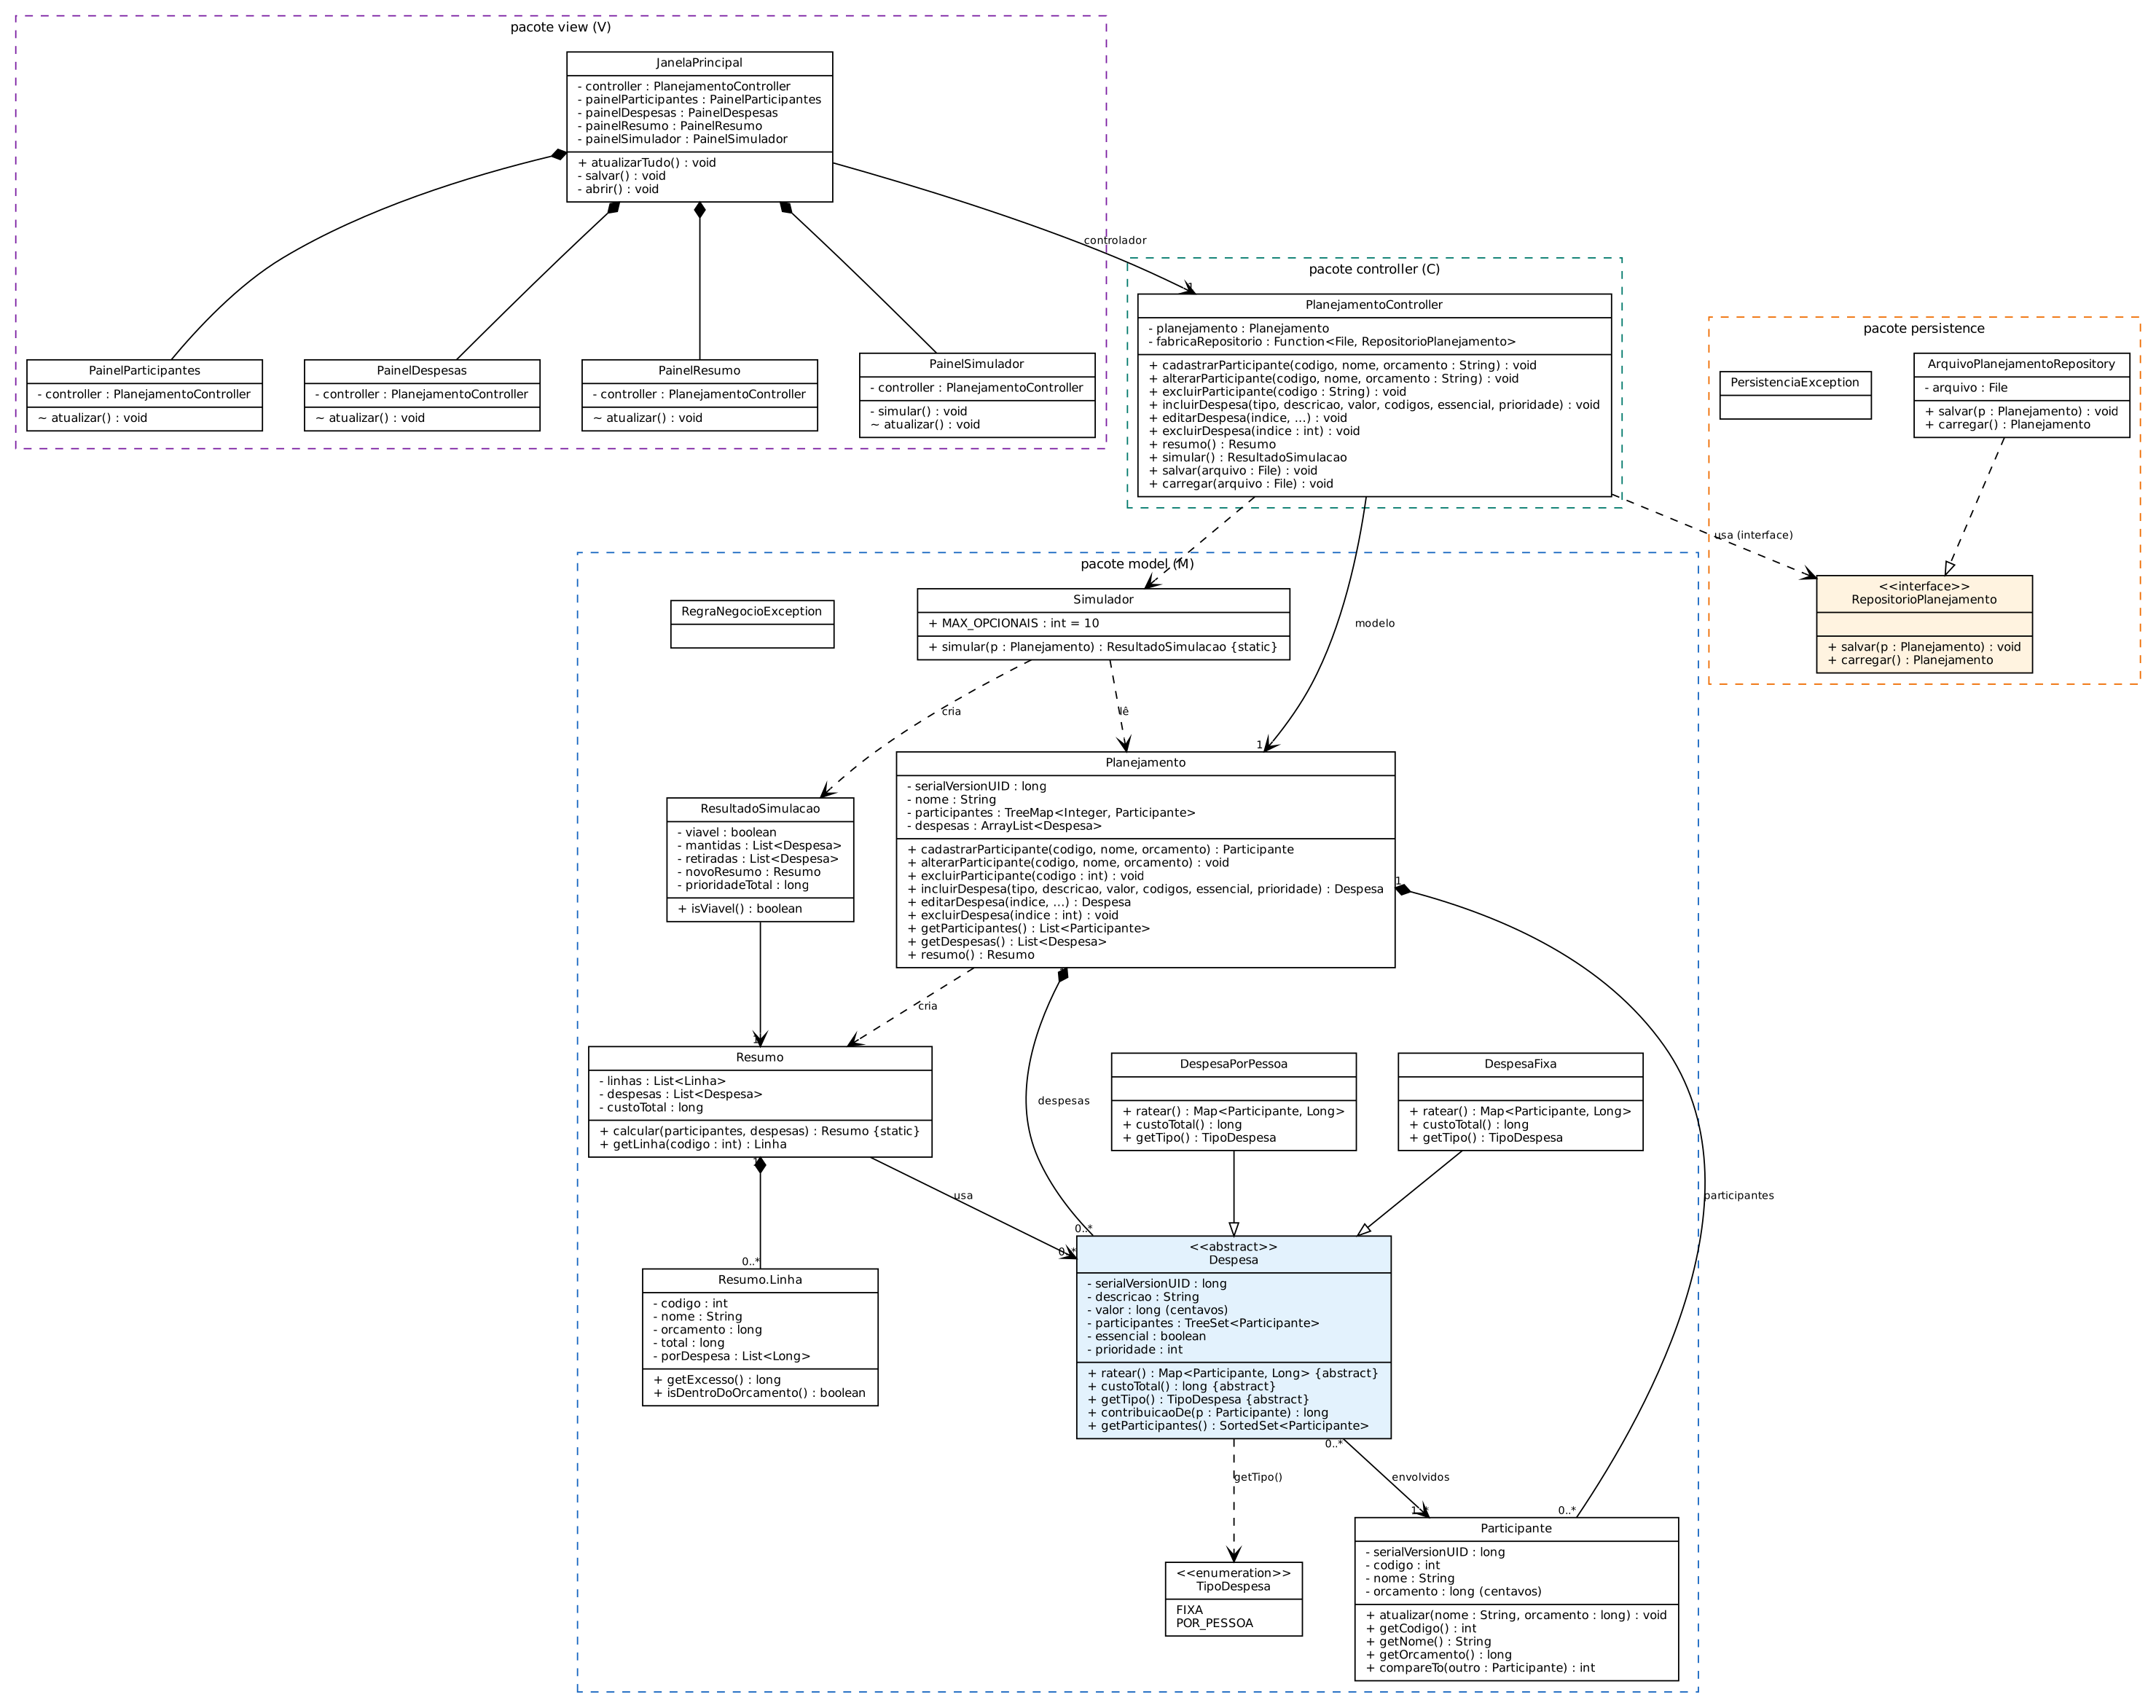 pacote view (V)
JanelaPrincipal
- controller : PlanejamentoController
- painelParticipantes : PainelParticipantes
- painelDespesas : PainelDespesas
- painelResumo : PainelResumo
- painelSimulador : PainelSimulador
+ atualizarTudo() : void
- salvar() : void
- abrir() : void
controlador
1
PainelParticipantes
- controller : PlanejamentoController
~ atualizar() : void
PainelDespesas
- controller : PlanejamentoController
~ atualizar() : void
PainelResumo
- controller : PlanejamentoController
~ atualizar() : void
PainelSimulador
- controller : PlanejamentoController
- simular() : void
~ atualizar() : void
pacote controller (C)
PlanejamentoController
- planejamento : Planejamento
- fabricaRepositorio : Function<File, RepositorioPlanejamento>
+ cadastrarParticipante(codigo, nome, orcamento : String) : void
+ alterarParticipante(codigo, nome, orcamento : String) : void
+ excluirParticipante(codigo : String) : void
+ incluirDespesa(tipo, descricao, valor, codigos, essencial, prioridade) : void
+ editarDespesa(indice, ...) : void
+ excluirDespesa(indice : int) : void
+ resumo() : Resumo
+ simular() : ResultadoSimulacao
+ salvar(arquivo : File) : void
+ carregar(arquivo : File) : void
pacote persistence
PersistenciaException
ArquivoPlanejamentoRepository
- arquivo : File
+ salvar(p : Planejamento) : void
+ carregar() : Planejamento
usa (interface)
<<interface>>
RepositorioPlanejamento
+ salvar(p : Planejamento) : void
+ carregar() : Planejamento
pacote model (M)
RegraNegocioException
Simulador
+ MAX_OPCIONAIS : int = 10
+ simular(p : Planejamento) : ResultadoSimulacao {static}
modelo
1
cria
lê
ResultadoSimulacao
- viavel : boolean
- mantidas : List<Despesa>
- retiradas : List<Despesa>
- novoResumo : Resumo
- prioridadeTotal : long
+ isViavel() : boolean
Planejamento
- serialVersionUID : long
- nome : String
- participantes : TreeMap<Integer, Participante>
- despesas : ArrayList<Despesa>
+ cadastrarParticipante(codigo, nome, orcamento) : Participante
+ alterarParticipante(codigo, nome, orcamento) : void
+ excluirParticipante(codigo : int) : void
+ incluirDespesa(tipo, descricao, valor, codigos, essencial, prioridade) : Despesa
+ editarDespesa(indice, ...) : Despesa
+ excluirDespesa(indice : int) : void
+ getParticipantes() : List<Participante>
+ getDespesas() : List<Despesa>
+ resumo() : Resumo
1
cria
despesas
participantes
Resumo
- linhas : List<Linha>
- despesas : List<Despesa>
- custoTotal : long
+ calcular(participantes, despesas) : Resumo {static}
+ getLinha(codigo : int) : Linha
DespesaPorPessoa
+ ratear() : Map<Participante, Long>
+ custoTotal() : long
+ getTipo() : TipoDespesa
DespesaFixa
+ ratear() : Map<Participante, Long>
+ custoTotal() : long
+ getTipo() : TipoDespesa
usa
0..*
0..*
0..*
Resumo.Linha
- codigo : int
- nome : String
- orcamento : long
- total : long
- porDespesa : List<Long>
+ getExcesso() : long
+ isDentroDoOrcamento() : boolean
<<abstract>>
Despesa
- serialVersionUID : long
- descricao : String
- valor : long (centavos)
- participantes : TreeSet<Participante>
- essencial : boolean
- prioridade : int
+ ratear() : Map<Participante, Long> {abstract}
+ custoTotal() : long {abstract}
+ getTipo() : TipoDespesa {abstract}
+ contribuicaoDe(p : Participante) : long
+ getParticipantes() : SortedSet<Participante>
0..*
getTipo()
envolvidos
1..*
0..*
<<enumeration>>
TipoDespesa
FIXA
POR_PESSOA
Participante
- serialVersionUID : long
- codigo : int
- nome : String
- orcamento : long (centavos)
+ atualizar(nome : String, orcamento : long) : void
+ getCodigo() : int
+ getNome() : String
+ getOrcamento() : long
+ compareTo(outro : Participante) : int